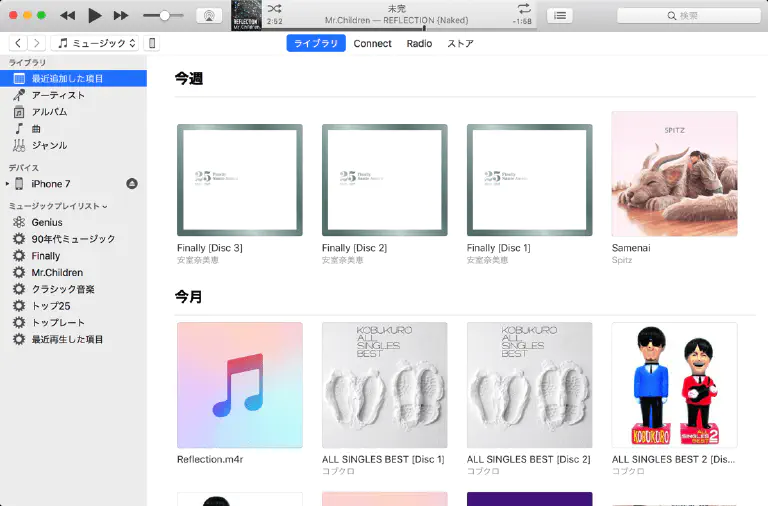 未完
2:52
Mr.Children — REFLECTION {Naked}
-1:58
検索
ミュージック
ライブラリ
Connect
Radio
ストア
ライブラリ
最近追加した項目
アーティスト
アルバム
曲
ジャンル
デバイス
iPhone 7
ミュージックプレイリスト
Genius
90年代ミュージック
Finally
Mr.Children
クラシック音楽
トップ25
トップレート
最近再生した項目
今週
25
Finally
25
Finally
25
Finally
SPITZ
Finally [Disc 3]
安室奈美恵
Finally [Disc 2]
安室奈美恵
Finally [Disc 1]
安室奈美恵
Samenai
Spitz
今月
KOBUKURO
ALL
SINGLES
BEST
KOBUKURO
ALL
SINGLES
BEST
KOBUKURO
ALL
SINGLES
BEST 2
Reflection.m4r
ALL SINGLES BEST [Disc 1]
コブクロ
ALL SINGLES BEST [Disc 2]
コブクロ
ALL SINGLES BEST 2 [Dis...
コブクロ